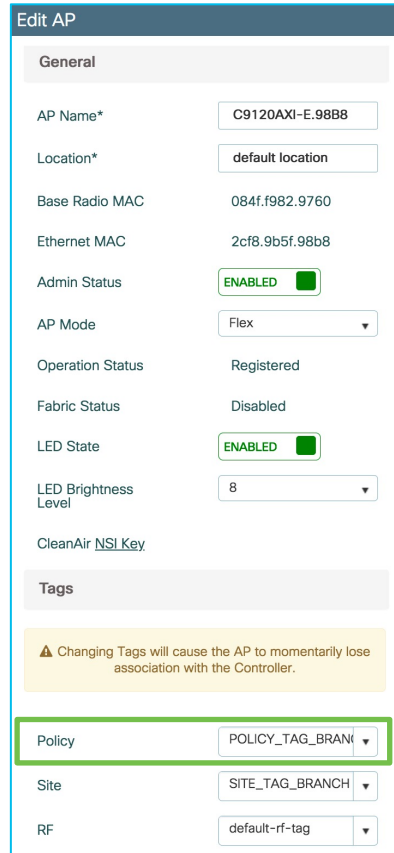 Edit AP
General
AP Name* C9120AXI-E.98B8
Location* default location
Base Radio MAC 084f.f982.9760
Ethernet MAC 2cf8.9b5f.98b8
Admin Status ENABLED
AP Mode Flex
Operation Status Registered
Fabric Status Disabled
LED State ENABLED
LED Brightness
Level 8
CleanAir NSI Key
Tags
Changing Tags will cause the AP to momentarily lose
association with the Controller.
Policy POLICY_TAG_BRAN
Site SITE_TAG_BRANCH
RF default-rf-tag